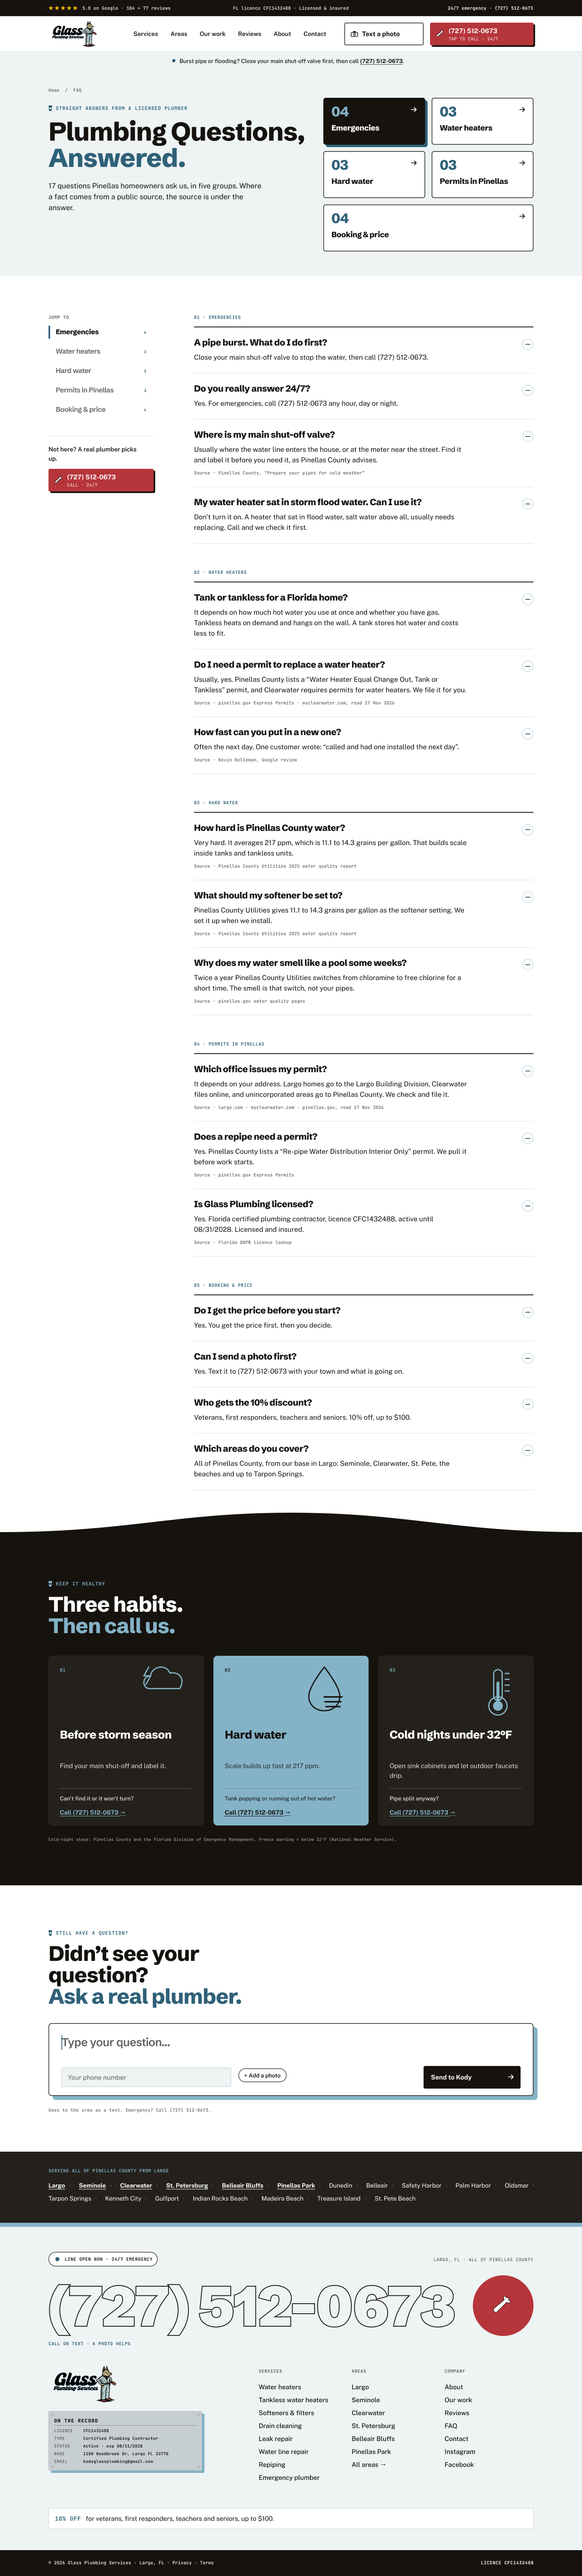 ★★★★★ 5.0 on Google · 104 + 77 reviews
FL licence CFC1432488 · Licensed & insured
24/7 emergency · (727) 512-0673
Glass
Plumbing Services
Services
Areas
Our work
Reviews
About
Contact
Text a photo
(727) 512-0673
TAP TO CALL · 24/7
Burst pipe or flooding? Close your main shut-off valve first, then call (727) 512-0673.
Home / FAQ
STRAIGHT ANSWERS FROM A LICENSED PLUMBER
Plumbing Questions,
Answered.
17 questions Pinellas homeowners ask us, in five groups. Where
a fact comes from a public source, the source is under the
answer.
04 →
Emergencies
03 →
Water heaters
03 →
Hard water
03 →
Permits in Pinellas
04 →
Booking & price
JUMP TO
Emergencies 4
Water heaters 3
Hard water 3
Permits in Pinellas 3
Booking & price 4
Not here? A real plumber picks
up.
(727) 512-0673
CALL · 24/7
01 · EMERGENCIES
A pipe burst. What do I do first?
Close your main shut-off valve to stop the water, then call (727) 512-0673.
Do you really answer 24/7?
Yes. For emergencies, call (727) 512-0673 any hour, day or night.
Where is my main shut-off valve?
Usually where the water line enters the house, or at the meter near the street. Find it
and label it before you need it, as Pinellas County advises.
Source · Pinellas County, “Prepare your pipes for cold weather”
My water heater sat in storm flood water. Can I use it?
Don’t turn it on. A heater that sat in flood water, salt water above all, usually needs
replacing. Call and we check it first.
02 · WATER HEATERS
Tank or tankless for a Florida home?
It depends on how much hot water you use at once and whether you have gas.
Tankless heats on demand and hangs on the wall. A tank stores hot water and costs
less to fit.
Do I need a permit to replace a water heater?
Usually, yes. Pinellas County lists a “Water Heater Equal Change Out, Tank or
Tankless” permit, and Clearwater requires permits for water heaters. We file it for you.
Source · pinellas.gov Express Permits · myclearwater.com, read 17 Nov 2026
How fast can you put in a new one?
Often the next day. One customer wrote: “called and had one installed the next day”.
Source · Kevin Kelleman, Google review
03 · HARD WATER
How hard is Pinellas County water?
Very hard. It averages 217 ppm, which is 11.1 to 14.3 grains per gallon. That builds scale
inside tanks and tankless units.
Source · Pinellas County Utilities 2025 water quality report
What should my softener be set to?
Pinellas County Utilities gives 11.1 to 14.3 grains per gallon as the softener setting. We
set it up when we install.
Source · Pinellas County Utilities 2025 water quality report
Why does my water smell like a pool some weeks?
Twice a year Pinellas County Utilities switches from chloramine to free chlorine for a
short time. The smell is that switch, not your pipes.
Source · pinellas.gov water quality pages
04 · PERMITS IN PINELLAS
Which office issues my permit?
It depends on your address. Largo homes go to the Largo Building Division, Clearwater
files online, and unincorporated areas go to Pinellas County. We check and file it.
Source · largo.com · myclearwater.com · pinellas.gov, read 17 Nov 2026
Does a repipe need a permit?
Yes. Pinellas County lists a “Re-pipe Water Distribution Interior Only” permit. We pull it
before work starts.
Source · pinellas.gov Express Permits
Is Glass Plumbing licensed?
Yes. Florida certified plumbing contractor, licence CFC1432488, active until
08/31/2028. Licensed and insured.
Source · Florida DBPR licence lookup
05 · BOOKING & PRICE
Do I get the price before you start?
Yes. You get the price first, then you decide.
Can I send a photo first?
Yes. Text it to (727) 512-0673 with your town and what is going on.
Who gets the 10% discount?
Veterans, first responders, teachers and seniors. 10% off, up to $100.
Which areas do you cover?
All of Pinellas County, from our base in Largo: Seminole, Clearwater, St. Pete, the
beaches and up to Tarpon Springs.
KEEP IT HEALTHY
Three habits.
Then call us.
01
Before storm season
Find your main shut-off and label it.
Can’t find it or it won’t turn?
Call (727) 512-0673 →
02
Hard water
Scale builds up fast at 217 ppm.
Tank popping or running out of hot water?
Call (727) 512-0673 →
03
Cold nights under 32°F
Open sink cabinets and let outdoor faucets
drip.
Pipe split anyway?
Call (727) 512-0673 →
Cold-night steps: Pinellas County and the Florida Division of Emergency Management. Freeze warning = below 32°F (National Weather Service).
STILL HAVE A QUESTION?
Didn’t see your
question?
Ask a real plumber.
Type your question...
Your phone number
+ Add a photo
Send to Kody →
Goes to the crew as a text. Emergency? Call (727) 512-0673.
SERVING ALL OF PINELLAS COUNTY FROM LARGO
Largo · Seminole · Clearwater · St. Petersburg · Belleair Bluffs · Pinellas Park · Dunedin · Belleair · Safety Harbor · Palm Harbor · Oldsmar ·
Tarpon Springs · Kenneth City · Gulfport · Indian Rocks Beach · Madeira Beach · Treasure Island · St. Pete Beach
LINE OPEN NOW · 24/7 EMERGENCY
LARGO, FL · ALL OF PINELLAS COUNTY
(727) 512-0673
CALL OR TEXT · A PHOTO HELPS
Glass
Plumbing Services
ON THE RECORD
LICENCE CFC1432488
TYPE Certified Plumbing Contractor
STATUS Active · exp 08/31/2028
BASE 1180 Woodbrook Dr, Largo FL 33770
EMAIL kodyglassplumbing@gmail.com
SERVICES
Water heaters
Tankless water heaters
Softeners & filters
Drain cleaning
Leak repair
Water line repair
Repiping
Emergency plumber
AREAS
Largo
Seminole
Clearwater
St. Petersburg
Belleair Bluffs
Pinellas Park
All areas →
COMPANY
About
Our work
Reviews
FAQ
Contact
Instagram
Facebook
10% OFF for veterans, first responders, teachers and seniors, up to $100.
© 2026 Glass Plumbing Services · Largo, FL · Privacy · Terms
LICENCE CFC1432488